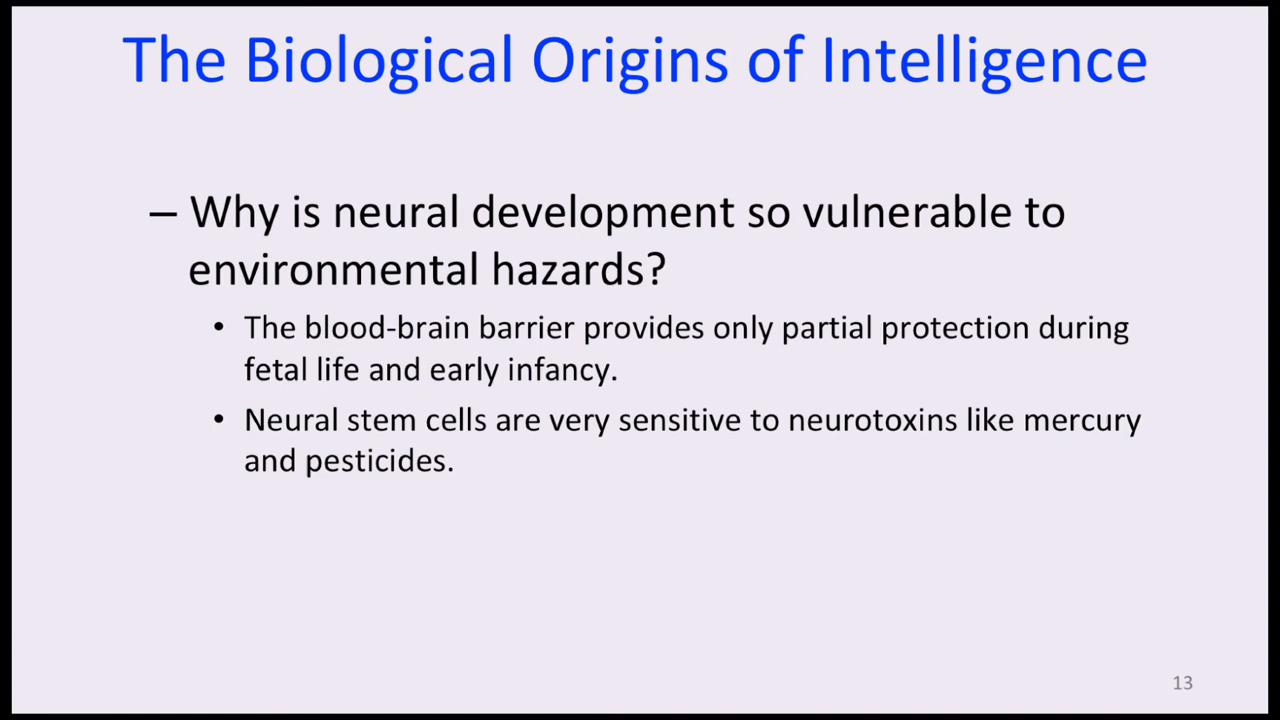 The Biological Origins of Intelligence
– Why is neural development so vulnerable to
environmental hazards?
• The blood-brain barrier provides only partial protection during
fetal life and early infancy.
• Neural stem cells are very sensitive to neurotoxins like mercury
and pesticides.
13